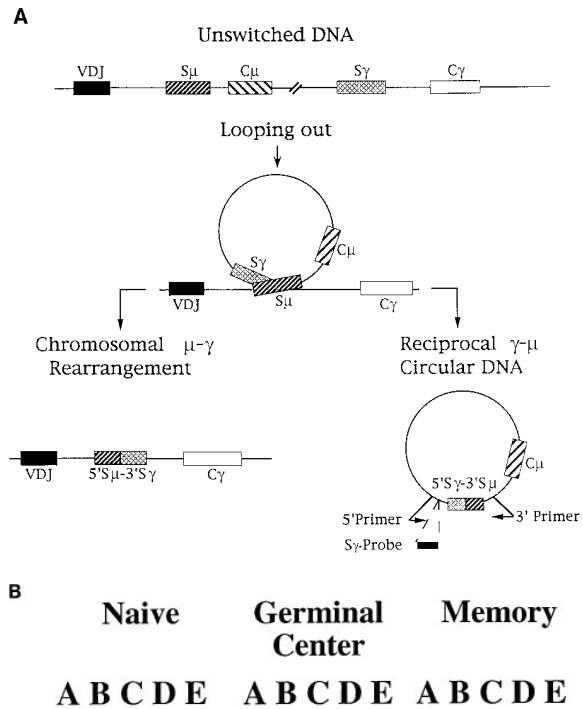 A
Unswitched DNA
VDJ Sμ Cμ Sγ Cγ
Looping out
Cμ
Sγ
VDJ Sμ Cγ
Chromosomal μ-γ
Rearrangement
Reciprocal γ-μ
Circular DNA
VDJ 5'Sμ-3'Sγ Cγ
Cμ
5'Sγ-3'Sμ
5'Primer
3' Primer
Sγ-Probe
B
Naive Germinal Center Memory
A B C D E A B C D E A B C D E